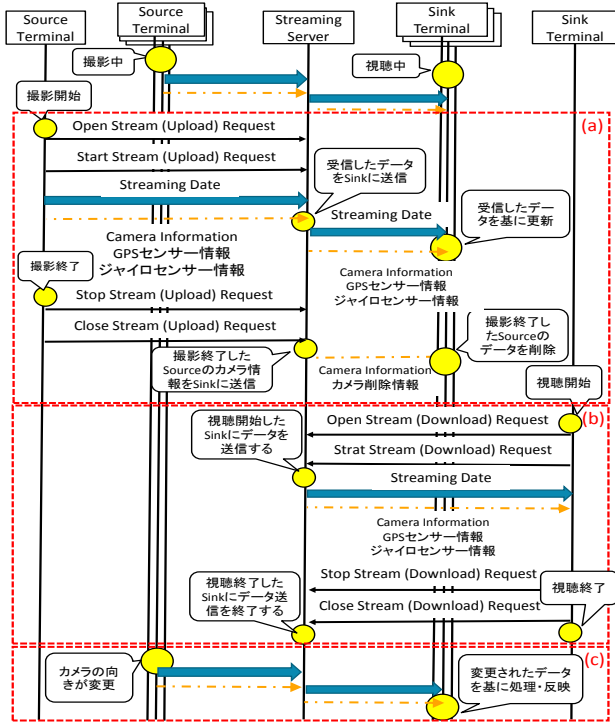 Source
Terminal
Source
Terminal
Streaming
Server
Sink
Terminal
Sink
Terminal
撮影中
視聴中
撮影開始
(a)
Open Stream (Upload) Request
Start Stream (Upload) Request
受信したデータ
をSinkに送信
Streaming Date
Streaming Date
受信したデー
タを基に更新
Camera Information
GPSセンサー情報
ジャイロセンサー情報
Camera Information
GPSセンサー情報
ジャイロセンサー情報
撮影終了
Stop Stream (Upload) Request
Close Stream (Upload) Request
撮影終了し
たSourceの
データを削除
撮影終了した
Sourceのカメラ情
報をSinkに送信
Camera Information
カメラ削除情報
視聴開始
(b)
Open Stream (Download) Request
視聴開始した
Sinkにデータを
送信する
Strat Stream (Download) Request
Streaming Date
Camera Information
GPSセンサー情報
ジャイロセンサー情報
Stop Stream (Download) Request
視聴終了
視聴終了した
Sinkにデータ送
信を終了する
Close Stream (Download) Request
(c)
カメラの向
きが変更
変更されたデータ
を基に処理・反映